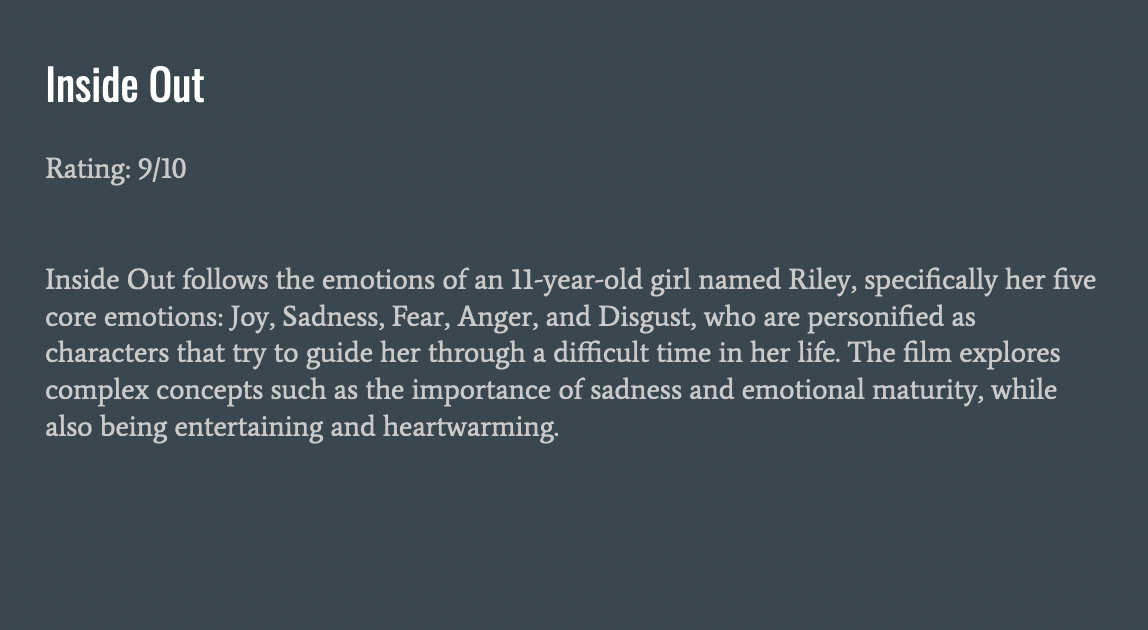 Inside Out
Rating: 9/10
Inside Out follows the emotions of an 11-year-old girl named Riley, specifically her five
core emotions: Joy, Sadness, Fear, Anger, and Disgust, who are personified as
characters that try to guide her through a difficult time in her life. The film explores
complex concepts such as the importance of sadness and emotional maturity, while
also being entertaining and heartwarming.